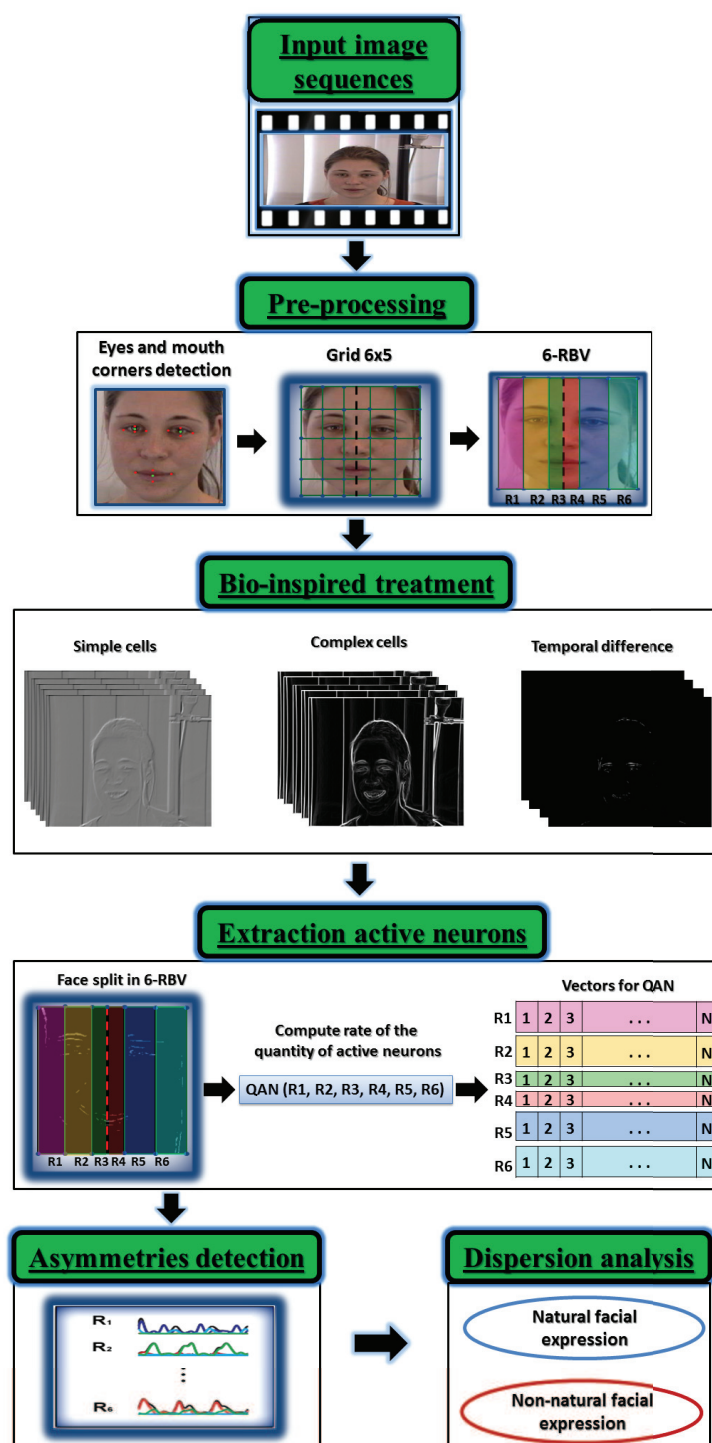 Input image
sequences
Pre-processing
Eyes and mouth
corners detection
Grid 6x5
6-RBV
R1 R2 R3 R4 R5 R6
Bio-inspired treatment
Simple cells
Complex cells
Temporal difference
Extraction active neurons
Face split in 6-RBV
R1 R2 R3 R4 R5 R6
Compute rate of the
quantity of active neurons
QAN (R1, R2, R3, R4, R5, R6)
Vectors for QAN
R1 1 2 3 . . . N
R2 1 2 3 . . . N
R3 1 2 3 . . . N
R4 1 2 3 . . . N
R5 1 2 3 . . . N
R6 1 2 3 . . . N
Asymmetries detection
R1
R2
R6
Dispersion analysis
Natural facial
expression
Non-natural facial
expression